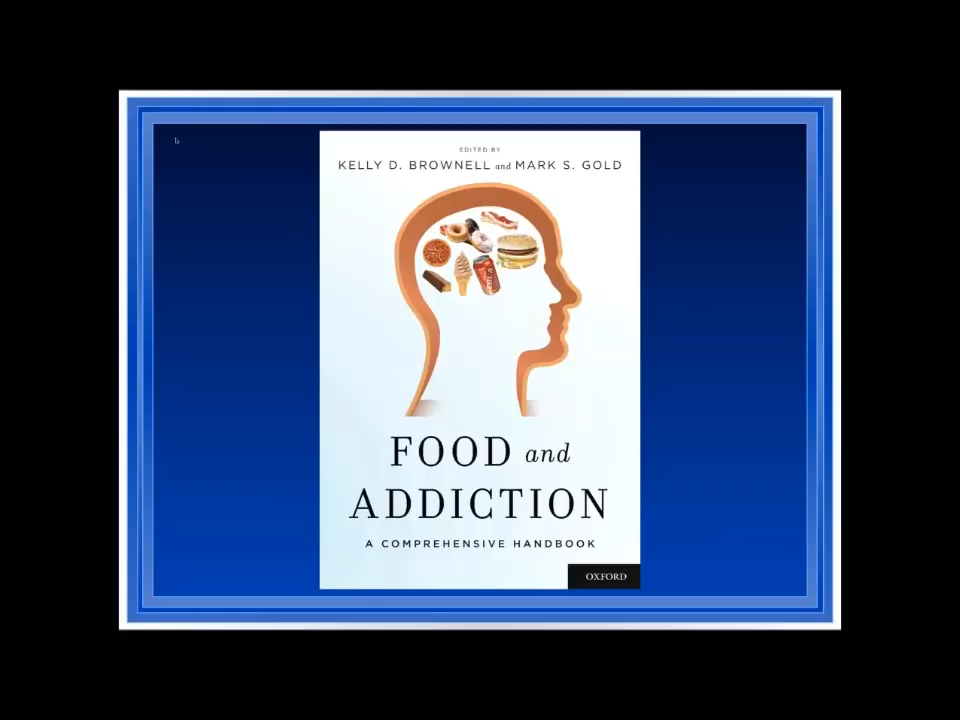 EDITED BY
KELLY D. BROWNELL and MARK S. GOLD
FOOD and
ADDICTION
A COMPREHENSIVE HANDBOOK
OXFORD